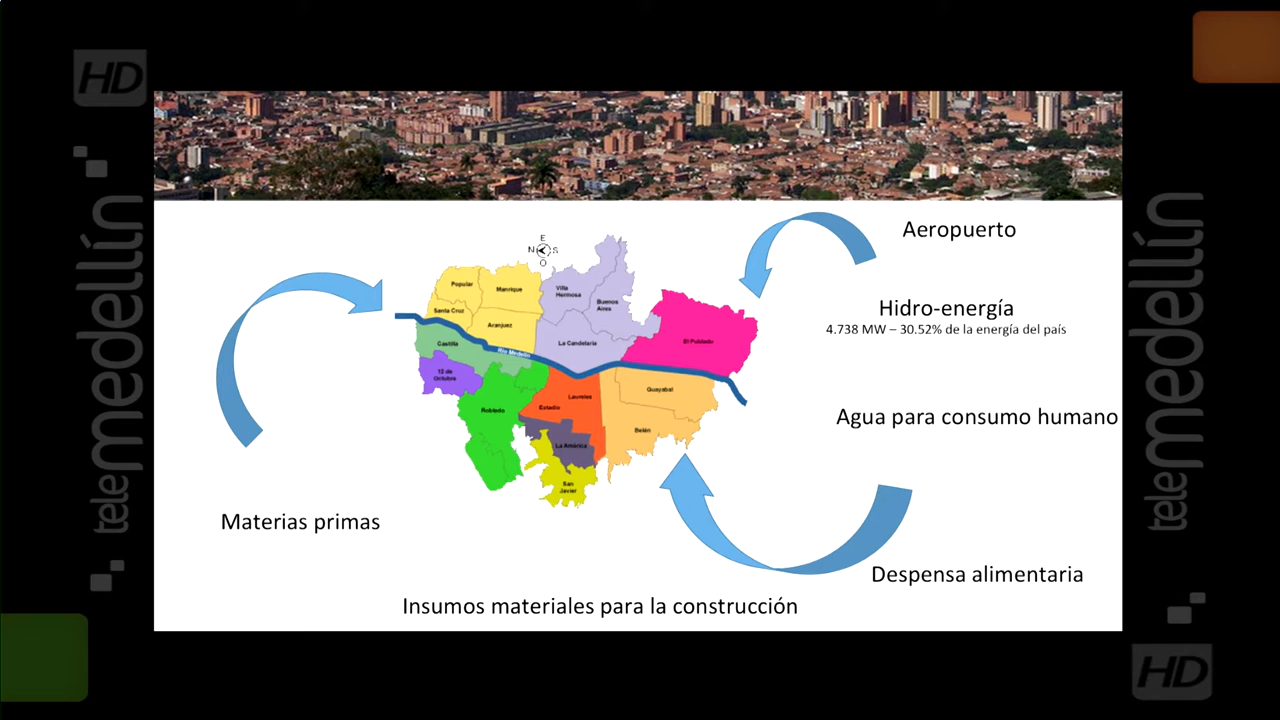 HD
telemedellín
Aeropuerto
Hidro-energía
4.738 MW – 30.52% de la energía del país
Agua para consumo humano
Despensa alimentaria
Insumos materiales para la construcción
Materias primas
E
N S
O
Popular
Manrique
Santa Cruz
Aranjuez
Villa
Hermosa
Buenos
Aires
La Candelaria
El Poblado
Castilla
Rio Medellín
12 de
Octubre
Robledo
Laureles
Estadio
Guayabal
Belén
La América
San
Javier
telemedellín
HD